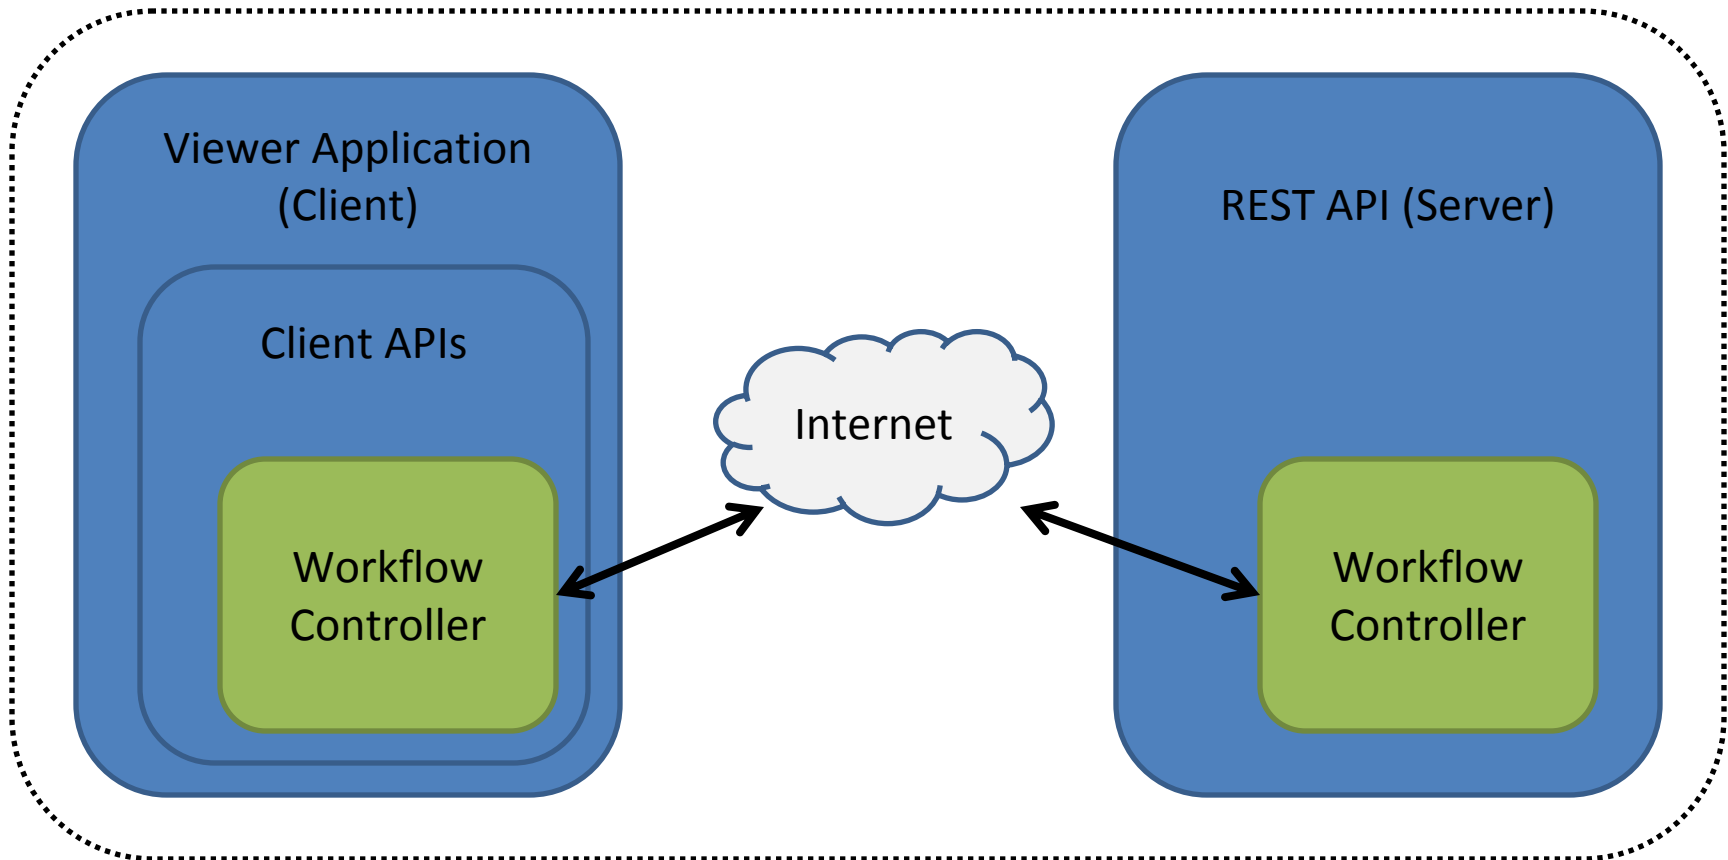 Viewer Application
(Client)
Client APIs
Workflow
Controller
Internet
REST API (Server)
Workflow
Controller